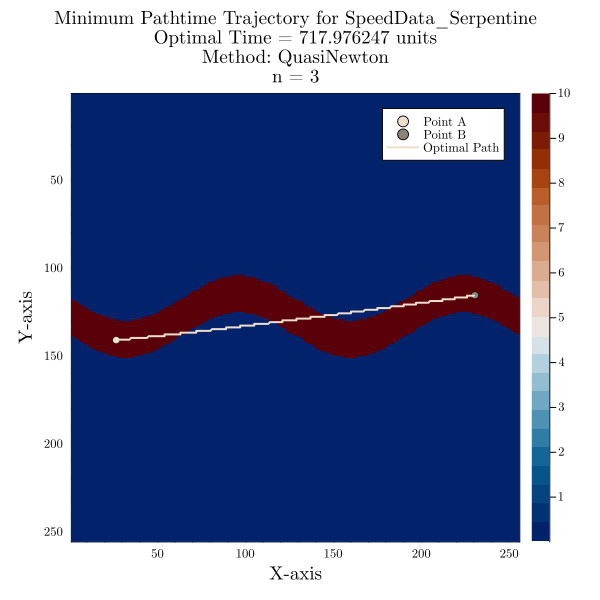 Minimum Pathtime Trajectory for SpeedData_Serpentine
Optimal Time = 717.976247 units
Method: QuasiNewton
n = 3
Point A
Point B
Optimal Path
Y-axis
50
100
150
200
250
50
100
150
200
250
X-axis
10
9
8
7
6
5
4
3
2
1